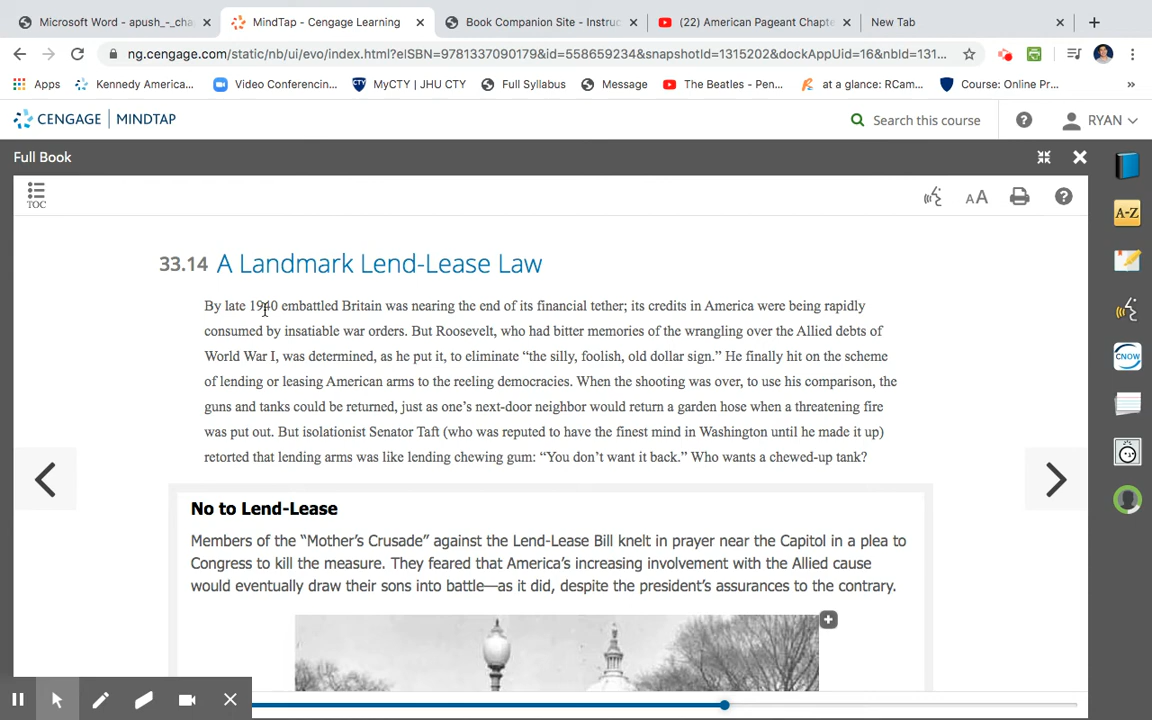 Microsoft Word - apush_-_cha
MindTap - Cengage Learning
Book Companion Site - Instruc
(22) American Pageant Chapte
New Tab
ng.cengage.com/static/nb/ui/evo/index.html?eISBN=9781337090179&id=558659234&snapshotId=1315202&dockAppUid=16&nbId=131...
Apps
Kennedy America...
Video Conferencin...
MyCTY | JHU CTY
Full Syllabus
Message
The Beatles - Pen...
at a glance: RCam...
Course: Online Pr...
»
CENGAGE | MINDTAP
Search this course
RYAN
Full Book
TOC
AA
A-Z
CNOW
33.14 A Landmark Lend-Lease Law
By late 1940 embattled Britain was nearing the end of its financial tether; its credits in America were being rapidly
consumed by insatiable war orders. But Roosevelt, who had bitter memories of the wrangling over the Allied debts of
World War I, was determined, as he put it, to eliminate “the silly, foolish, old dollar sign.” He finally hit on the scheme
of lending or leasing American arms to the reeling democracies. When the shooting was over, to use his comparison, the
guns and tanks could be returned, just as one’s next-door neighbor would return a garden hose when a threatening fire
was put out. But isolationist Senator Taft (who was reputed to have the finest mind in Washington until he made it up)
retorted that lending arms was like lending chewing gum: “You don’t want it back.” Who wants a chewed-up tank?
No to Lend-Lease
Members of the “Mother’s Crusade” against the Lend-Lease Bill knelt in prayer near the Capitol in a plea to
Congress to kill the measure. They feared that America’s increasing involvement with the Allied cause
would eventually draw their sons into battle—as it did, despite the president’s assurances to the contrary.